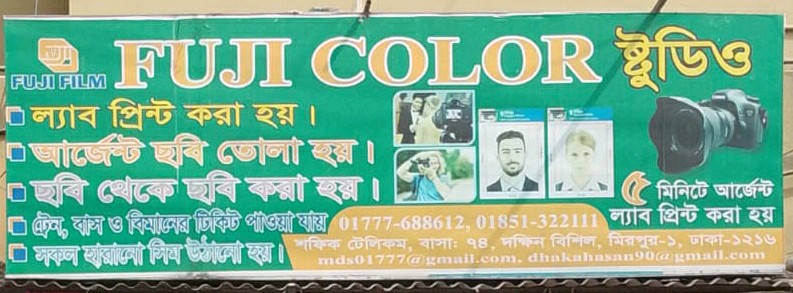 FUJI FILM
FUJI COLOR ষ্টুডিও
ল্যাব প্রিন্ট করা হয়।
আর্জেন্ট ছবি তোলা হয়।
ছবি থেকে ছবি করা হয়।
ট্রেন, বাস ও বিমানের টিকিট পাওয়া যায়
সকল হারানো সিম উঠানো হয়।
৫ মিনিটে আর্জেন্ট
ল্যাব প্রিন্ট করা হয়
01777-688612, 01851-322111
শফিক টেলিকম, বাসা: ৭৪, দক্ষিন বিশিল, মিরপুর-১, ঢাকা-১২১৬
mds01777@gmail.com, dhakahasan90@gmail.com